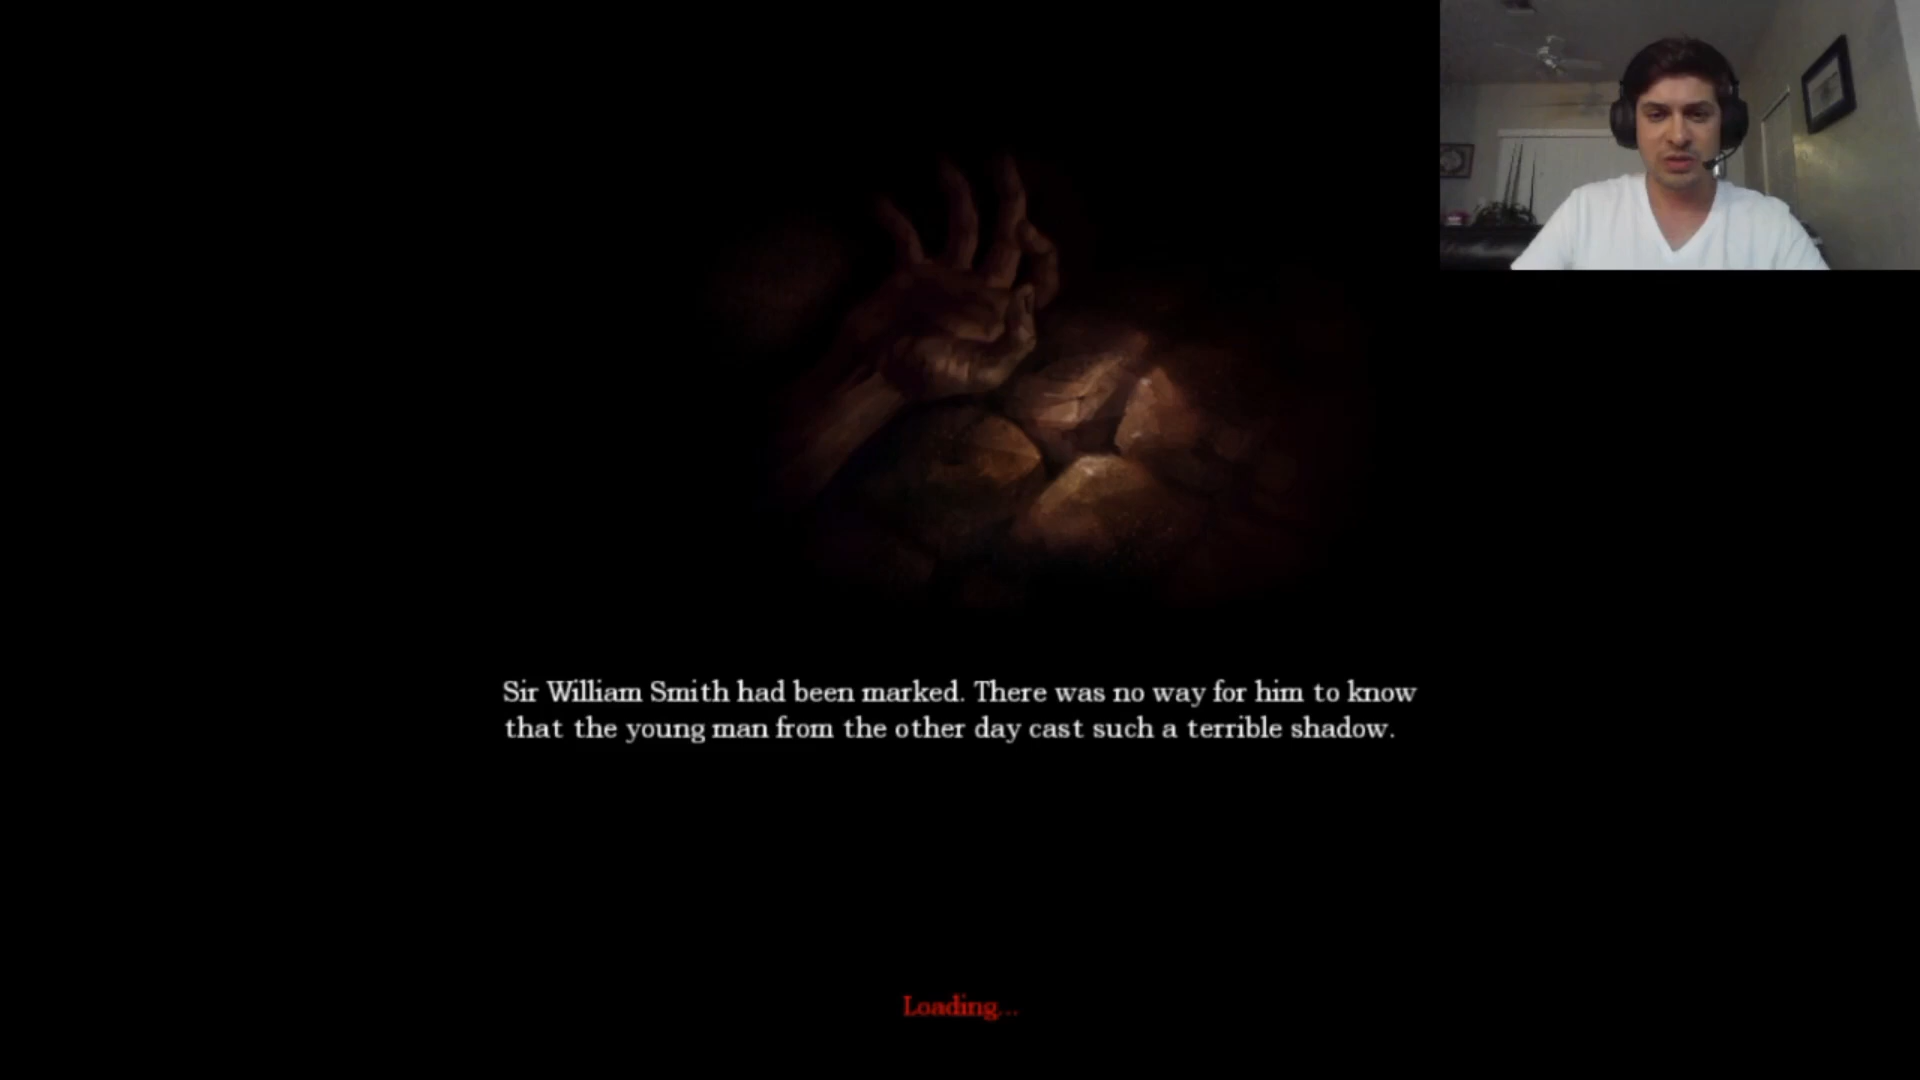 Sir William Smith had been marked. There was no way for him to know
that the young man from the other day cast such a terrible shadow.
Loading...